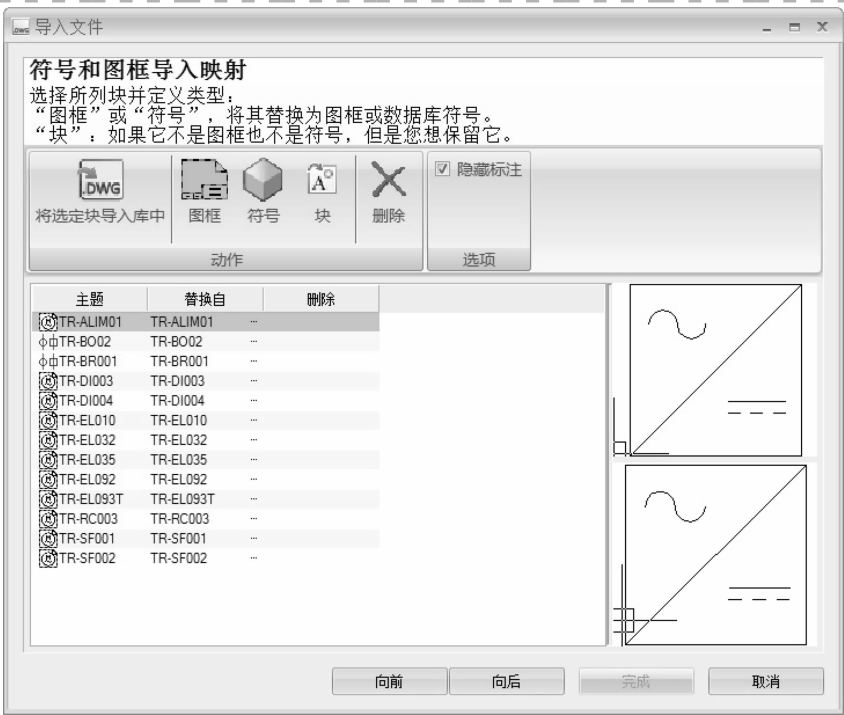 导入文件
符号和图框导入映射
选择所列块并定义类型:
“图框”或“符号”, 将其替换为图框或数据库符号。
“块”: 如果它不是图框也不是符号, 但是您想保留它。
.DWG
将选定块导入库中 图框 符号 块 删除
隐藏标注
动作 选项
主题 替换自 删除
TR-ALIM01 TR-ALIM01 ...
TR-BO02 TR-BO02 ...
TR-BR001 TR-BR001 ...
TR-DI003 TR-DI003 ...
TR-DI004 TR-DI004 ...
TR-EL010 TR-EL010 ...
TR-EL032 TR-EL032 ...
TR-EL035 TR-EL035 ...
TR-EL092 TR-EL092 ...
TR-EL093T TR-EL093T ...
TR-RC003 TR-RC003 ...
TR-SF001 TR-SF001 ...
TR-SF002 TR-SF002 ...
向前 向后 完成 取消